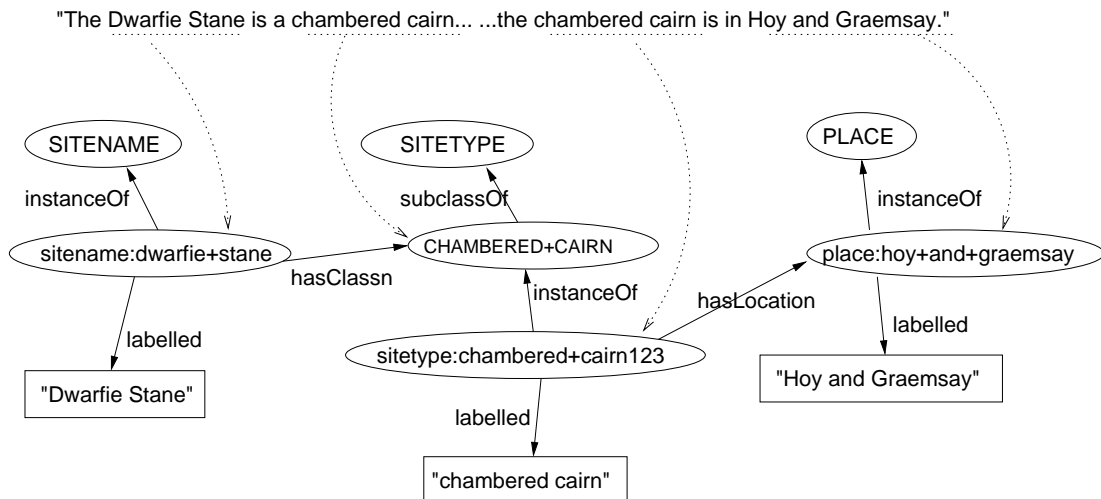 "The Dwarfie Stane is a chambered cairn... ...the chambered cairn is in Hoy and Graemsay."
SITENAME
SITETYPE
PLACE
instanceOf
subclassOf
instanceOf
sitename:dwarfie+stane
CHAMBERED+CAIRN
place:hoy+and+graemsay
hasClassn
instanceOf
hasLocation
labelled
labelled
sitetype:chambered+cairn123
"Dwarfie Stane"
"Hoy and Graemsay"
labelled
"chambered cairn"